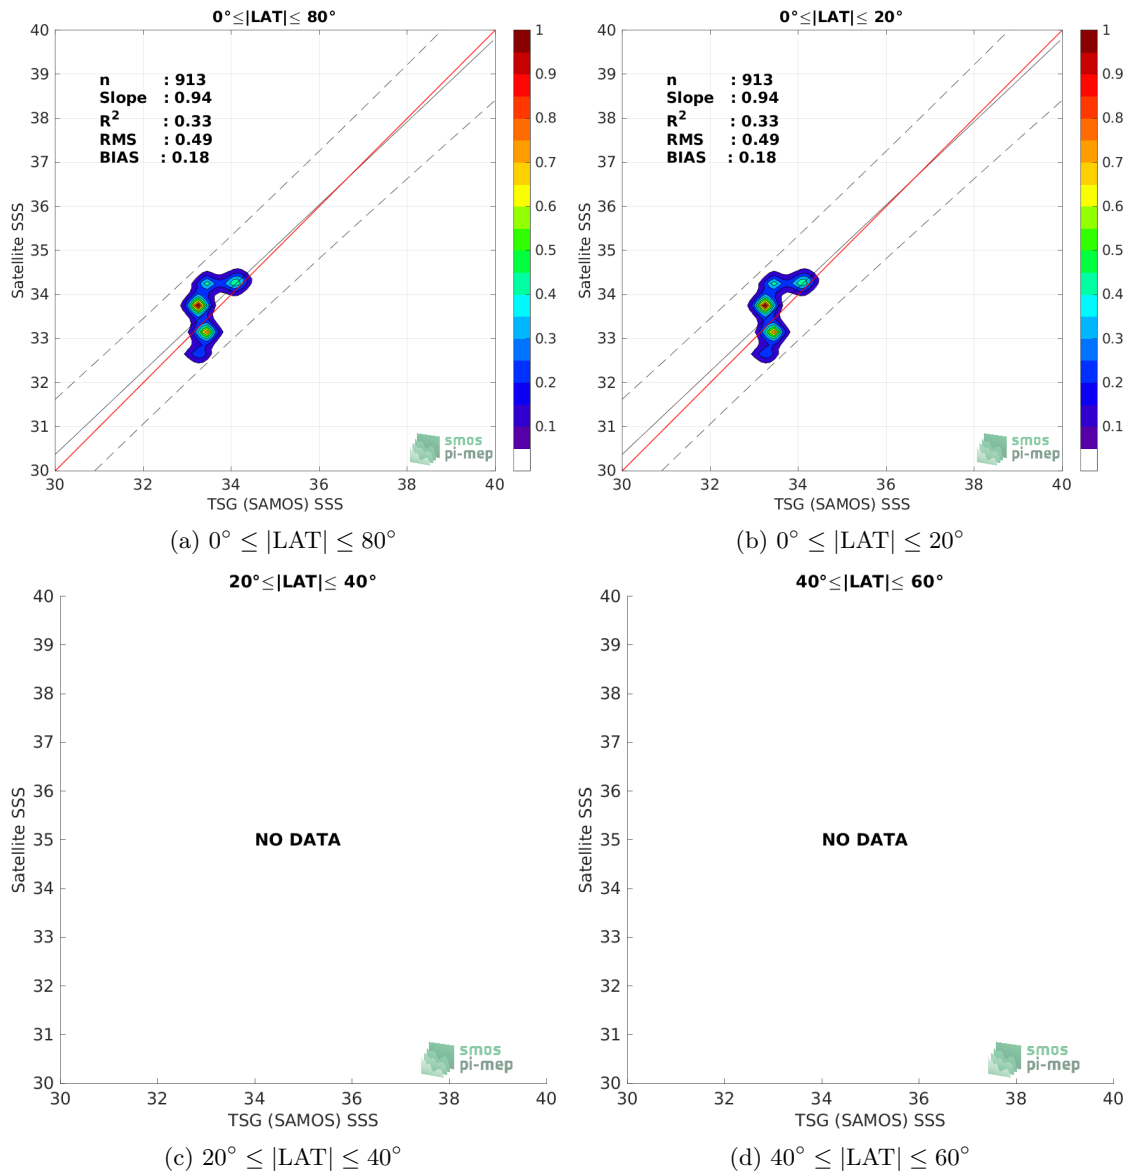 0°≤|LAT|≤ 80°
40
39
38
37
36
35
34
33
32
31
30
Satellite SSS
n : 913
Slope : 0.94
R² : 0.33
RMS : 0.49
BIAS : 0.18
smos
pi-mep
30 32 34 36 38 40
TSG (SAMOS) SSS
1
0.9
0.8
0.7
0.6
0.5
0.4
0.3
0.2
0.1
(a) 0° ≤ |LAT| ≤ 80°
0°≤|LAT|≤ 20°
40
39
38
37
36
35
34
33
32
31
30
Satellite SSS
n : 913
Slope : 0.94
R² : 0.33
RMS : 0.49
BIAS : 0.18
smos
pi-mep
30 32 34 36 38 40
TSG (SAMOS) SSS
1
0.9
0.8
0.7
0.6
0.5
0.4
0.3
0.2
0.1
(b) 0° ≤ |LAT| ≤ 20°
20°≤|LAT|≤ 40°
40
39
38
37
36
35
34
33
32
31
30
Satellite SSS
NO DATA
smos
pi-mep
30 32 34 36 38 40
TSG (SAMOS) SSS
(c) 20° ≤ |LAT| ≤ 40°
40°≤|LAT|≤ 60°
40
39
38
37
36
35
34
33
32
31
30
Satellite SSS
NO DATA
smos
pi-mep
30 32 34 36 38 40
TSG (SAMOS) SSS
(d) 40° ≤ |LAT| ≤ 60°